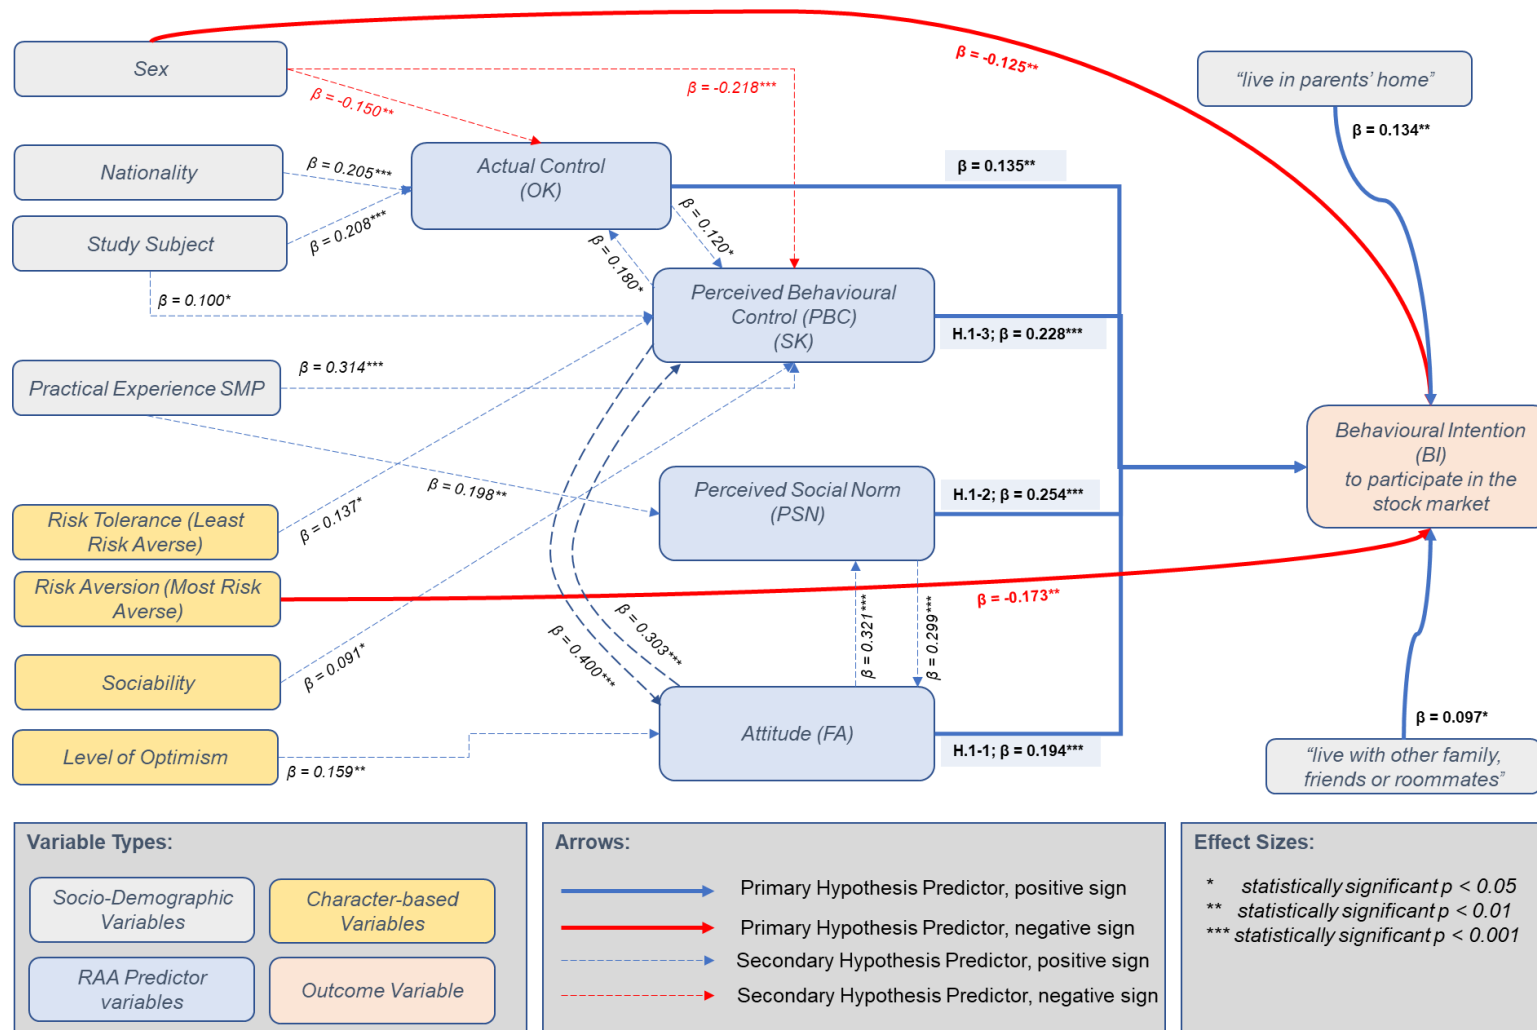 Sex
β = -0.125**
"live in parents' home"
β = -0.150**
β = -0.218***
β = 0.134**
Nationality
β = 0.205***
Actual Control
(OK)
β = 0.135**
Study Subject
β = 0.208***
β = 0.120*
β = 0.180*
β = 0.100*
Perceived Behavioural
Control (PBC)
(SK)
H.1-3; β = 0.228***
Practical Experience SMP
β = 0.314***
Behavioural Intention
(BI)
to participate in the
stock market
β = 0.198**
Perceived Social Norm
(PSN)
H.1-2; β = 0.254***
Risk Tolerance (Least
Risk Averse)
β = 0.137*
Risk Aversion (Most Risk
Averse)
β = -0.173**
β = 0.400***
β = 0.303***
β = 0.321***
β = 0.299***
Sociability
β = 0.091*
Level of Optimism
β = 0.159**
Attitude (FA)
H.1-1; β = 0.194***
β = 0.097*
"live with other family,
friends or roommates"
Variable Types:
Socio-Demographic
Variables
Character-based
Variables
RAA Predictor
variables
Outcome Variable
Arrows:
Primary Hypothesis Predictor, positive sign
Primary Hypothesis Predictor, negative sign
Secondary Hypothesis Predictor, positive sign
Secondary Hypothesis Predictor, negative sign
Effect Sizes:
* statistically significant p < 0.05
** statistically significant p < 0.01
*** statistically significant p < 0.001